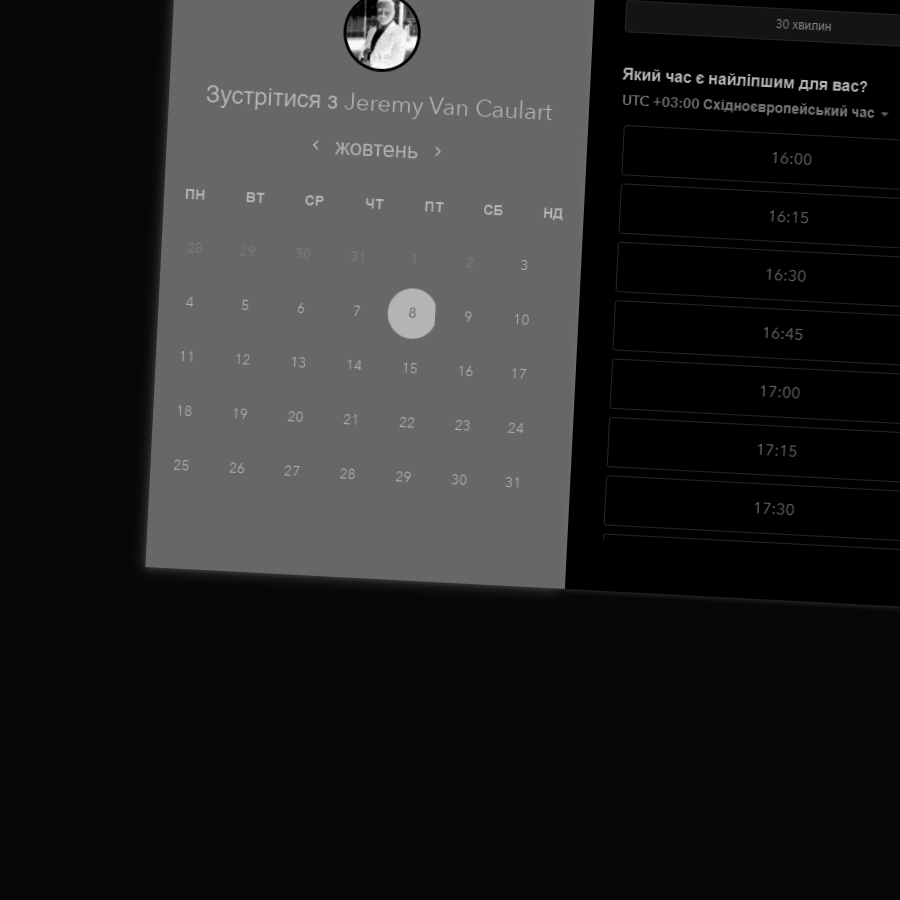 Зустрітися з Jeremy Van Caulart
жовтень
ПН ВТ СР ЧТ ПТ СБ НД
28 29 30 31 1 2 3
4 5 6 7 8 9 10
11 12 13 14 15 16 17
18 19 20 21 22 23 24
25 26 27 28 29 30 31
30 хвилин
Який час є найліпшим для вас?
UTC +03:00 Східноєвропейський час
16:00
16:15
16:30
16:45
17:00
17:15
17:30